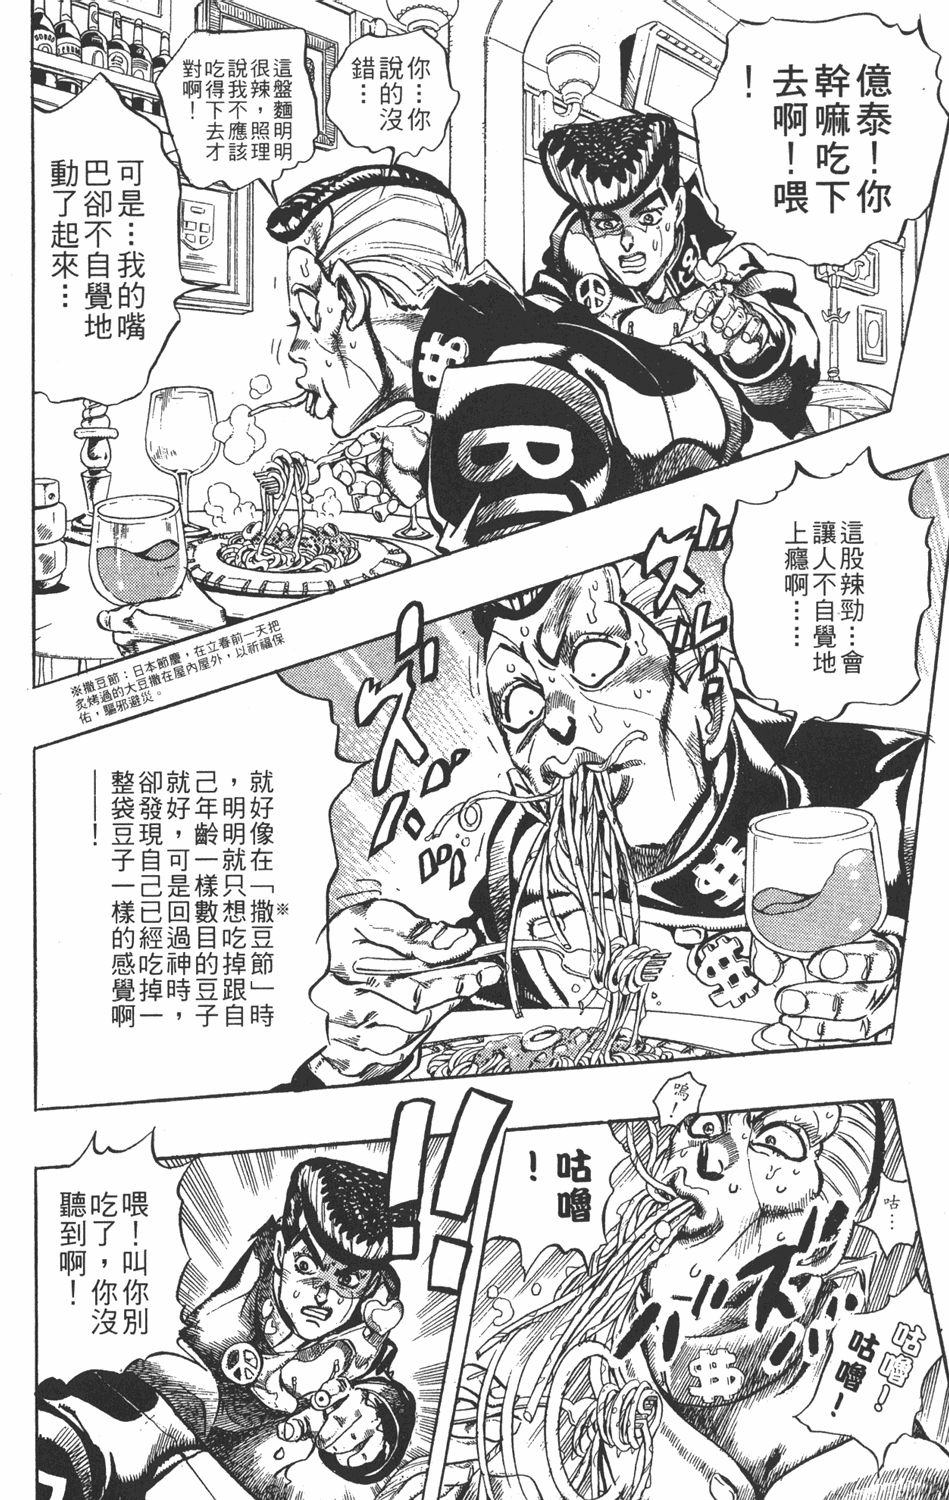 億泰！你
幹嘛吃下
去啊！喂
！
你…你
說的沒
錯…
這盤麵明明
很辣，照理
說我不應該
吃得下去才
對啊！
可是…我的嘴
巴卻不自覺地
動了起來…
這股辣勁…會
讓人不自覺地
上癮啊……
ズズ
ズズッ
※撒豆節：日本節慶，在立春前一天把
炙烤過的大豆撒在屋內屋外，以祈福保
佑，驅邪避災。
就好像在「撒豆節※」時
，明明就只想吃掉跟自
己年齡一樣數目的豆子
就好，可是回過神時，
卻發現自己已經吃掉一
整袋豆子一樣的感覺啊
——！
嗚！
咕…
咕嚕
！
咕嚕！
咕嚕！
！！
喂！叫你別
吃了，你沒
聽到啊！